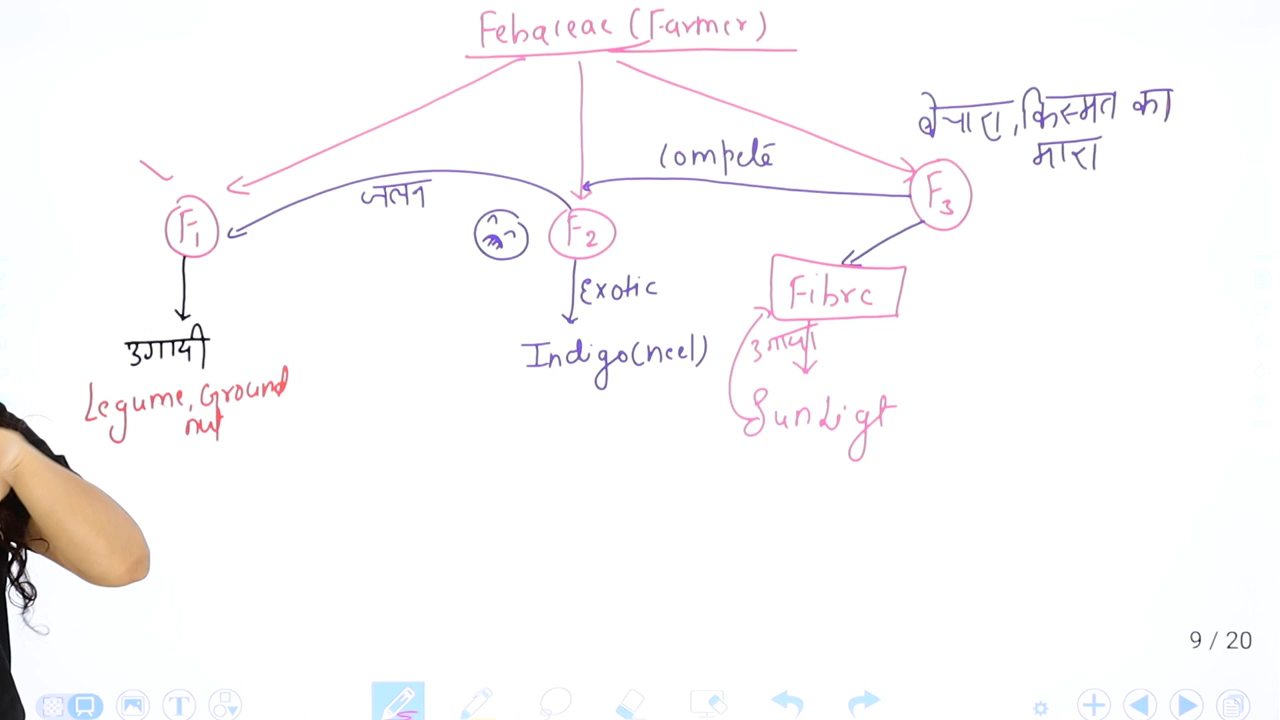 Febaceae (Farmer)
बेचारा, किस्मत का
मारा
Compete
जलन
F1
F2
F3
Exotic
Fibre
उगायी
Indigo(neel)
उगाया
Legume, Ground
nut
SunLigt
9 / 20